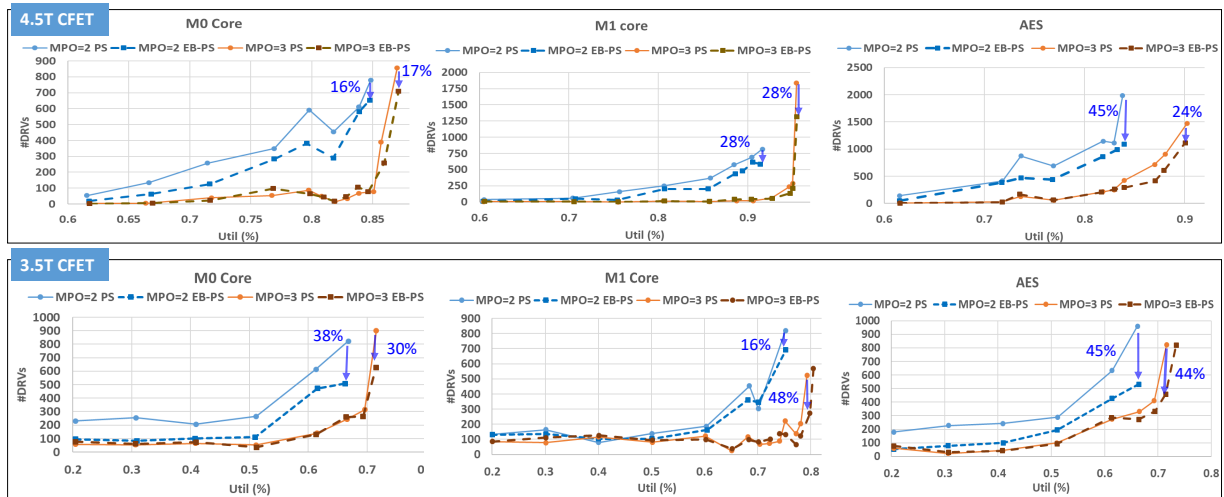 4.5T CFET
M0 Core
MPO=2 PS MPO=2 EB-PS MPO=3 PS MPO=3 EB-PS
900
800
700
600
500
400
300
200
100
0
#DRVs
0.6 0.65 0.7 0.75 0.8 0.85
Util (%)
16%
17%
M1 core
MPO=2 PS MPO=2 EB-PS MPO=3 PS MPO=3 EB-PS
2000
1750
1500
1250
1000
750
500
250
0
#DRVs
0.6 0.7 0.8 0.9
Util (%)
28%
28%
AES
MPO=2 PS MPO=2 EB-PS MPO=3 PS MPO=3 EB-PS
2500
2000
1500
1000
500
0
#DRVs
0.6 0.7 0.8 0.9
Util (%)
45%
24%
3.5T CFET
M0 Core
MPO=2 PS MPO=2 EB-PS MPO=3 PS MPO=3 EB-PS
1000
900
800
700
600
500
400
300
200
100
0
#DRVs
0.2 0.3 0.4 0.5 0.6 0.7 0
Util (%)
38%
30%
M1 Core
MPO=2 PS MPO=2 EB-PS MPO=3 PS MPO=3 EB-PS
900
800
700
600
500
400
300
200
100
0
#DRVs
0.2 0.3 0.4 0.5 0.6 0.7 0.8
Util (%)
16%
48%
AES
MPO=2 PS MPO=2 EB-PS MPO=3 PS MPO=3 EB-PS
1000
900
800
700
600
500
400
300
200
100
0
#DRVs
0.2 0.3 0.4 0.5 0.6 0.7 0.8
Util (%)
45%
44%